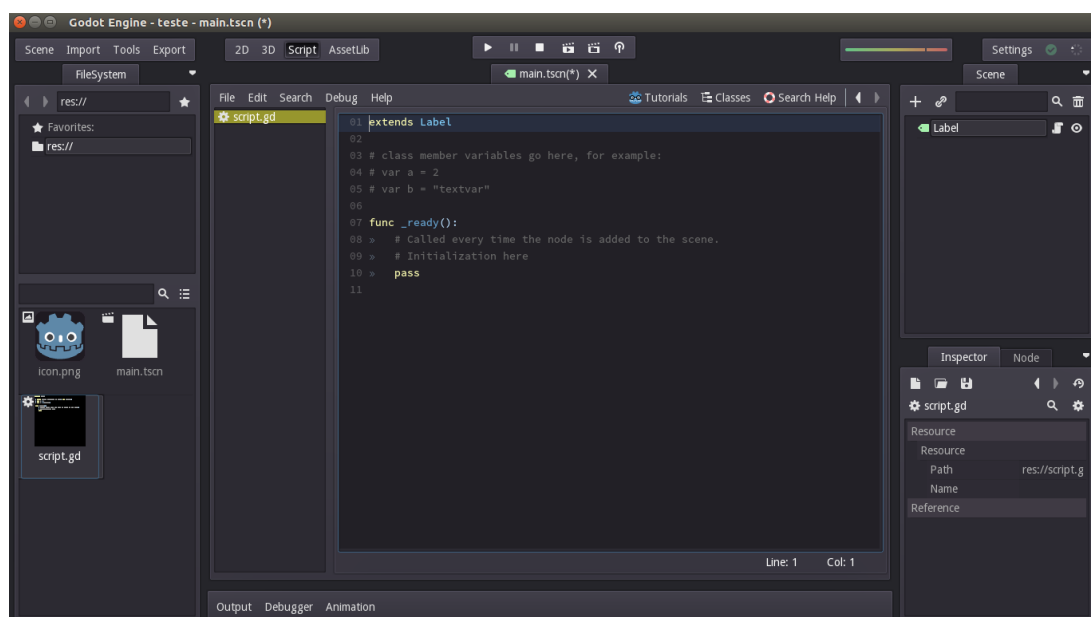 Godot Engine - teste - main.tscn (*)
Scene Import Tools Export
2D 3D Script AssetLib
Settings
FileSystem
main.tscn(*)
Scene
res://
File Edit Search Debug Help
Tutorials Classes Search Help
Favorites:
res://
script.gd
01 extends Label
02
03 # class member variables go here, for example:
04 # var a = 2
05 # var b = "textvar"
06
07 func _ready():
08 » # Called every time the node is added to the scene.
09 » # Initialization here
10 » pass
11
Label
icon.png
main.tscn
script.gd
Inspector Node
script.gd
Resource
Resource
Path res://script.g
Name
Reference
Line: 1 Col: 1
Output Debugger Animation